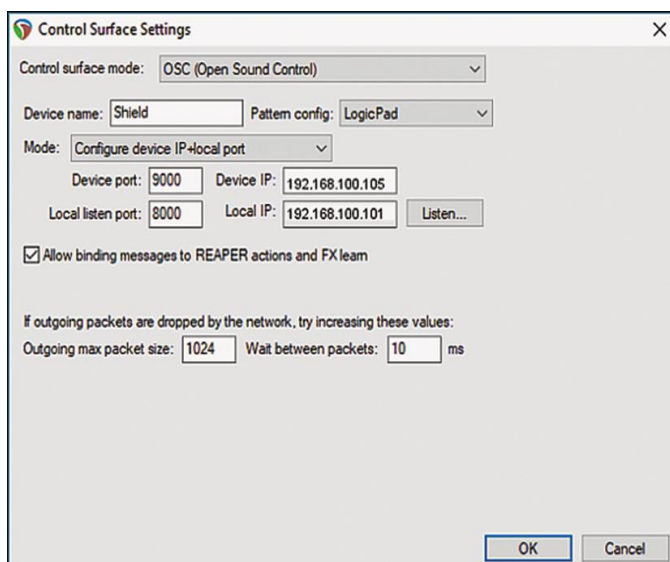 Control Surface Settings
Control surface mode: OSC (Open Sound Control)
Device name: Shield Pattern config: LogicPad
Mode: Configure device IP+local port
Device port: 9000 Device IP: 192.168.100.105
Local listen port: 8000 Local IP: 192.168.100.101 Listen...
Allow binding messages to REAPER actions and FX learn
If outgoing packets are dropped by the network, try increasing these values:
Outgoing max packet size: 1024 Wait between packets: 10 ms
OK Cancel